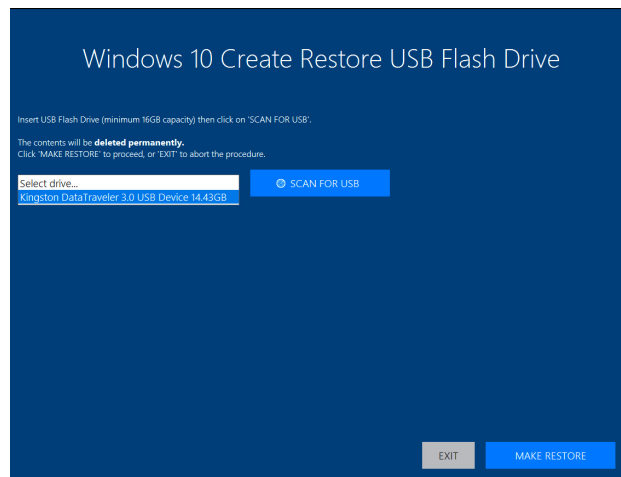 Windows 10 Create Restore USB Flash Drive
Insert USB Flash Drive (minimum 16GB capacity) then click on 'SCAN FOR USB'.
The contents will be deleted permanently.
Click 'MAKE RESTORE' to proceed, or 'EXIT' to abort the procedure.
Select drive...
SCAN FOR USB
Kingston DataTraveler 3.0 USB Device 14.43GB
EXIT
MAKE RESTORE